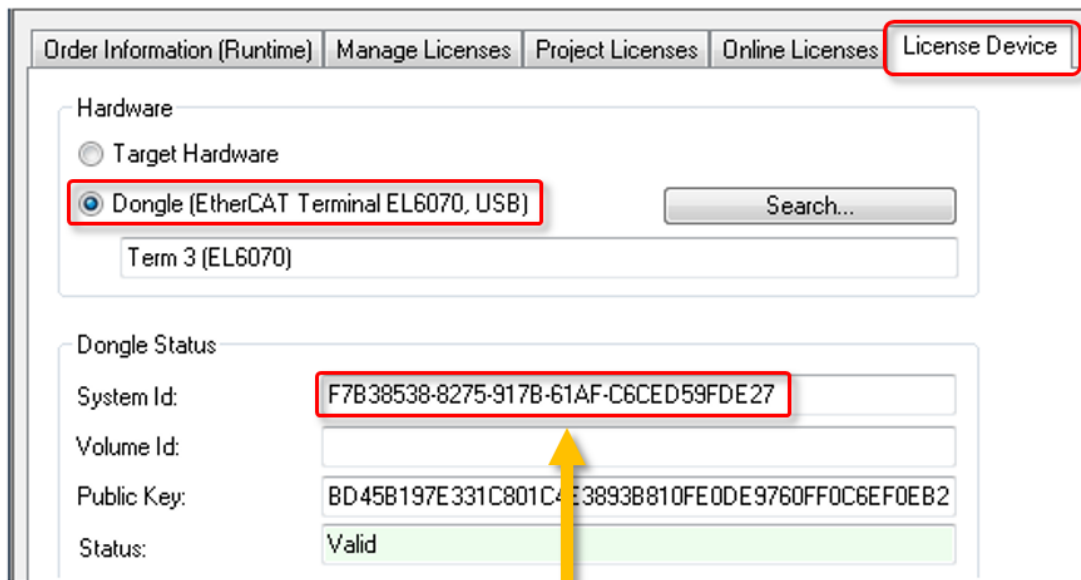 Order Information (Runtime) Manage Licenses Project Licenses Online Licenses License Device
Hardware
Target Hardware
Dongle (EtherCAT Terminal EL6070, USB) Search...
Term 3 (EL6070)
Dongle Status
System Id: F7B38538-8275-917B-61AF-C6CED59FDE27
Volume Id:
Public Key:
Status: Valid